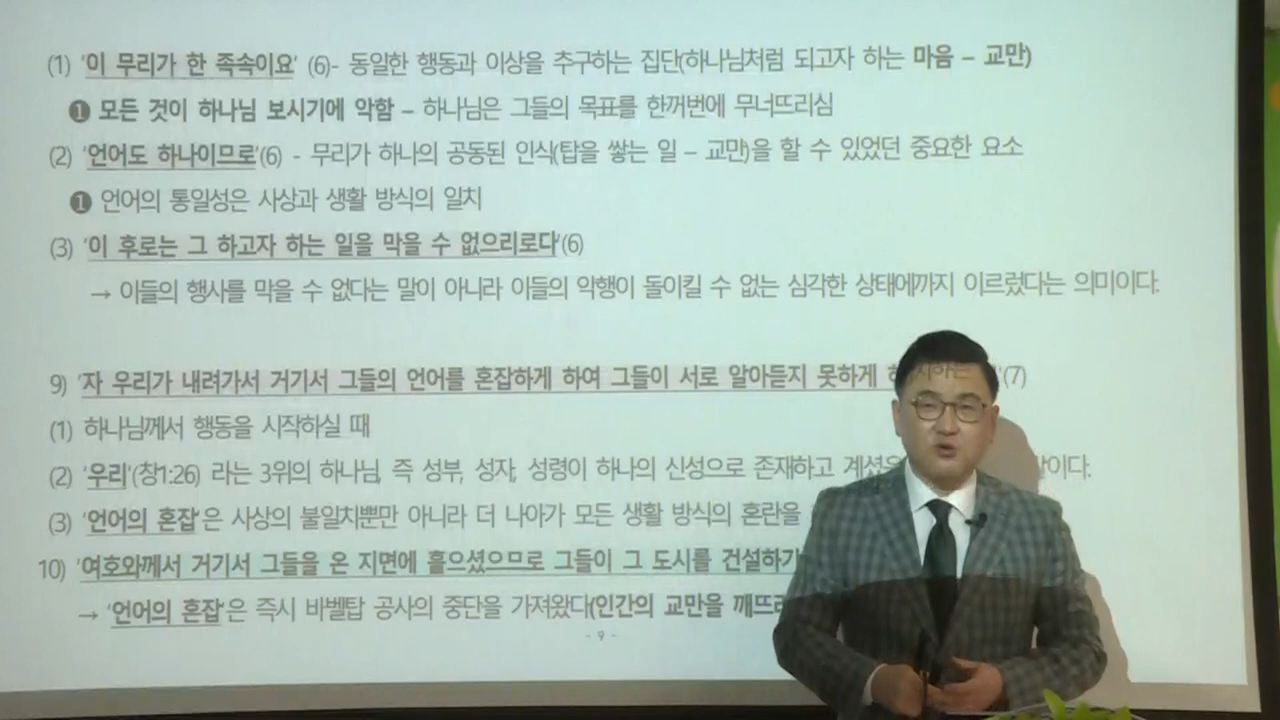 (1) '이 무리가 한 족속이요' (6)- 동일한 행동과 이상을 추구하는 집단(하나님처럼 되고자 하는 마음 – 교만)
❶ 모든 것이 하나님 보시기에 악함 – 하나님은 그들의 목표를 한꺼번에 무너뜨리심
(2) '언어도 하나이므로'(6) - 무리가 하나의 공동된 인식(탑을 쌓는 일 – 교만)을 할 수 있었던 중요한 요소
❶ 언어의 통일성은 사상과 생활 방식의 일치
(3) '이 후로는 그 하고자 하는 일을 막을 수 없으리로다'(6)
→ 이들의 행사를 막을 수 없다는 말이 아니라 이들의 악행이 돌이킬 수 없는 심각한 상태에까지 이르렀다는 의미이다.
9) '자 우리가 내려가서 거기서 그들의 언어를 혼잡하게 하여 그들이 서로 알아듣지 못하게 하자하는 '(7)
(1) 하나님께서 행동을 시작하실 때
(2) '우리'(창1:26) 라는 3위의 하나님, 즉 성부, 성자, 성령이 하나의 신성으로 존재하고 계셨
(3) '언어의 혼잡'은 사상의 불일치뿐만 아니라 더 나아가 모든 생활 방식의 혼란을
10) '여호와께서 거기서 그들을 온 지면에 흩으셨으므로 그들이 그 도시를 건설하기
→ '언어의 혼잡'은 즉시 바벨탑 공사의 중단을 가져왔다(인간의 교만을 깨뜨
- 9 -